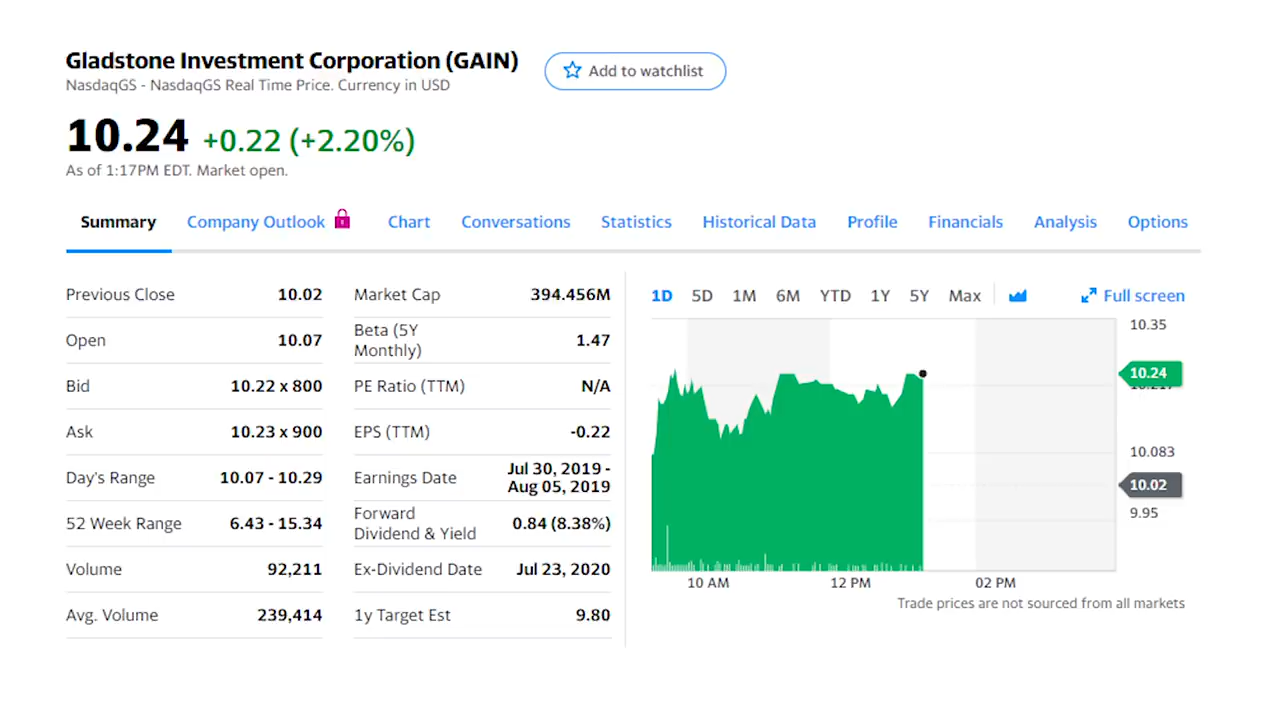 Gladstone Investment Corporation (GAIN)
Add to watchlist
NasdaqGS - NasdaqGS Real Time Price. Currency in USD
10.24 +0.22 (+2.20%)
As of 1:17PM EDT. Market open.
Summary Company Outlook Chart Conversations Statistics Historical Data Profile Financials Analysis Options
Previous Close 10.02
Open 10.07
Bid 10.22 x 800
Ask 10.23 x 900
Day's Range 10.07 - 10.29
52 Week Range 6.43 - 15.34
Volume 92,211
Avg. Volume 239,414
Market Cap 394.456M
Beta (5Y
Monthly) 1.47
PE Ratio (TTM) N/A
EPS (TTM) -0.22
Earnings Date Jul 30, 2019 -
Aug 05, 2019
Forward
Dividend & Yield 0.84 (8.38%)
Ex-Dividend Date Jul 23, 2020
1y Target Est 9.80
1D 5D 1M 6M YTD 1Y 5Y Max Full screen
10.35
10.24
10.083
10.02
9.95
10 AM 12 PM 02 PM
Trade prices are not sourced from all markets